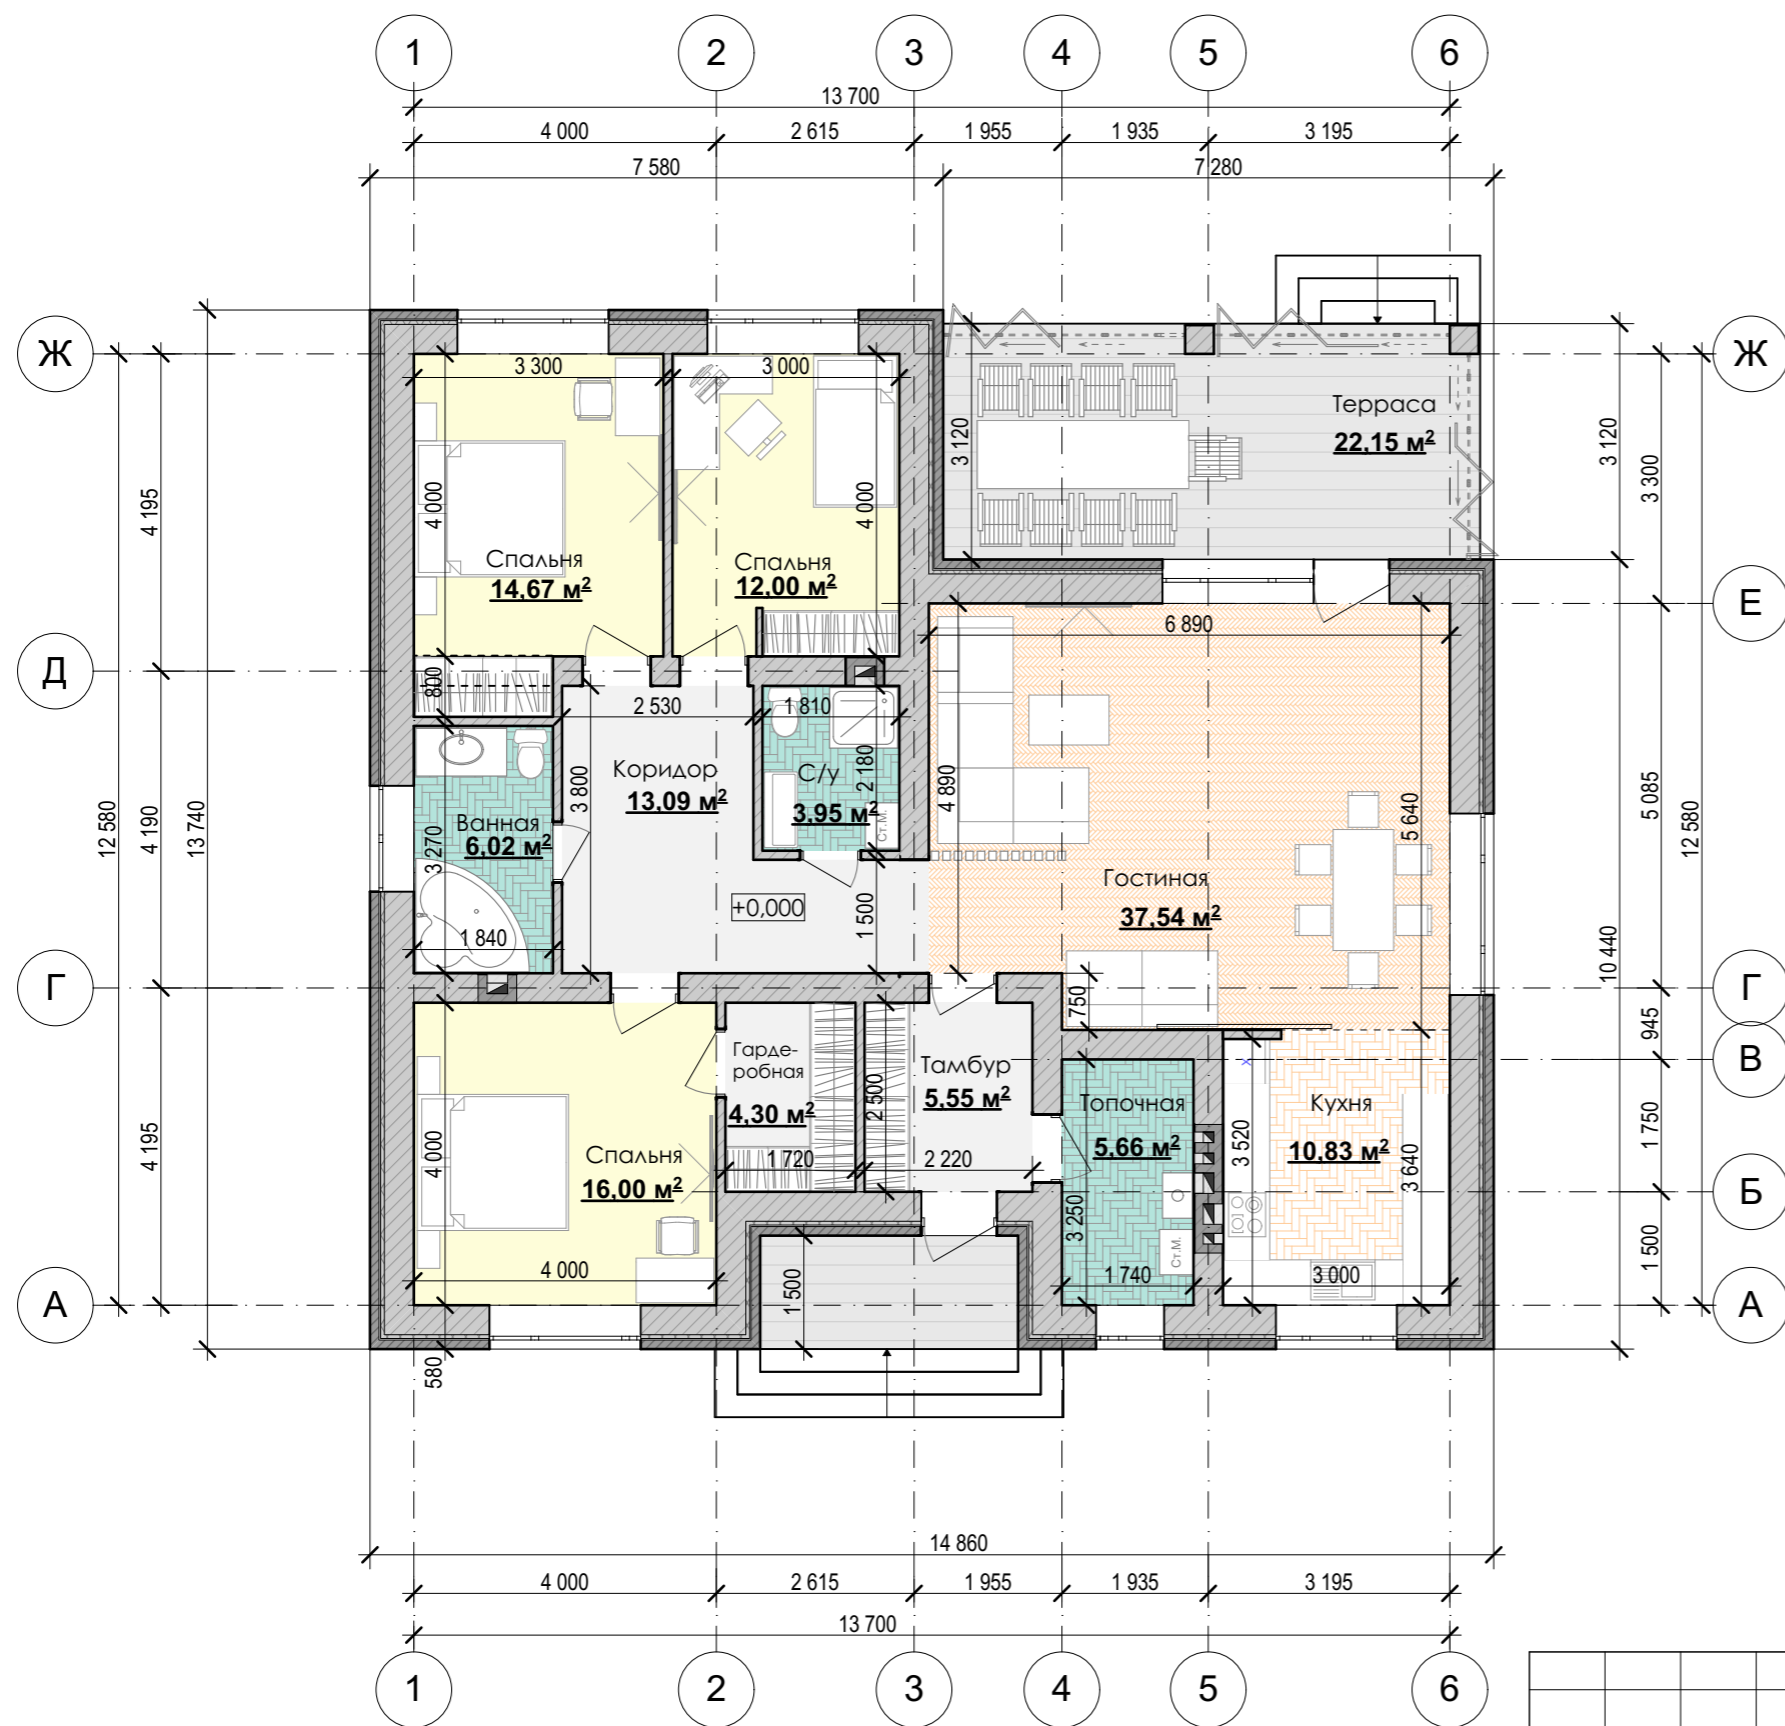 1 2 3 4 5 6
13 700
4 000 2 615 1 955 1 935 3 195
7 580 7 280
Ж Ж
3 300 3 000
Терраса
22,15 м²
3 120
3 120
3 300
4 195
4 000
4 000
Спальня
14,67 м²
Спальня
12,00 м²
Е
6 890
Д
800
2 530 1 810
Коридор
13,09 м²
3 800
С/у
3,95 м²
2 180
Ст.М.
4 890
5 640
5 085
12 580
4 190
13 740
12 580
Ванная
6,02 м²
3 270
1 840
+0,000
1 500
Гостиная
37,54 м²
10 440
Г Г
750
945
В
Гарде-
робная
4,30 м²
1 720
Тамбур
5,55 м²
2 500
2 220
Топочная
5,66 м²
3 250
1 740
Ст.М.
Кухня
10,83 м²
3 520
3 640
3 000
1 750
Б
4 195
4 000
Спальня
16,00 м²
4 000
1 500
1 500
А А
580
14 860
4 000 2 615 1 955 1 935 3 195
13 700
1 2 3 4 5 6